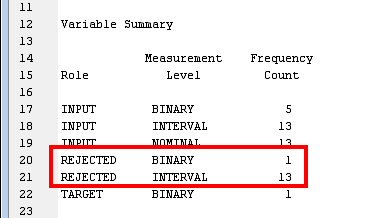 11
12 Variable Summary
13
14 Measurement Frequency
15 Role Level Count
16
17 INPUT BINARY 5
18 INPUT INTERVAL 13
19 INPUT NOMINAL 13
20 REJECTED BINARY 1
21 REJECTED INTERVAL 13
22 TARGET BINARY 1
23